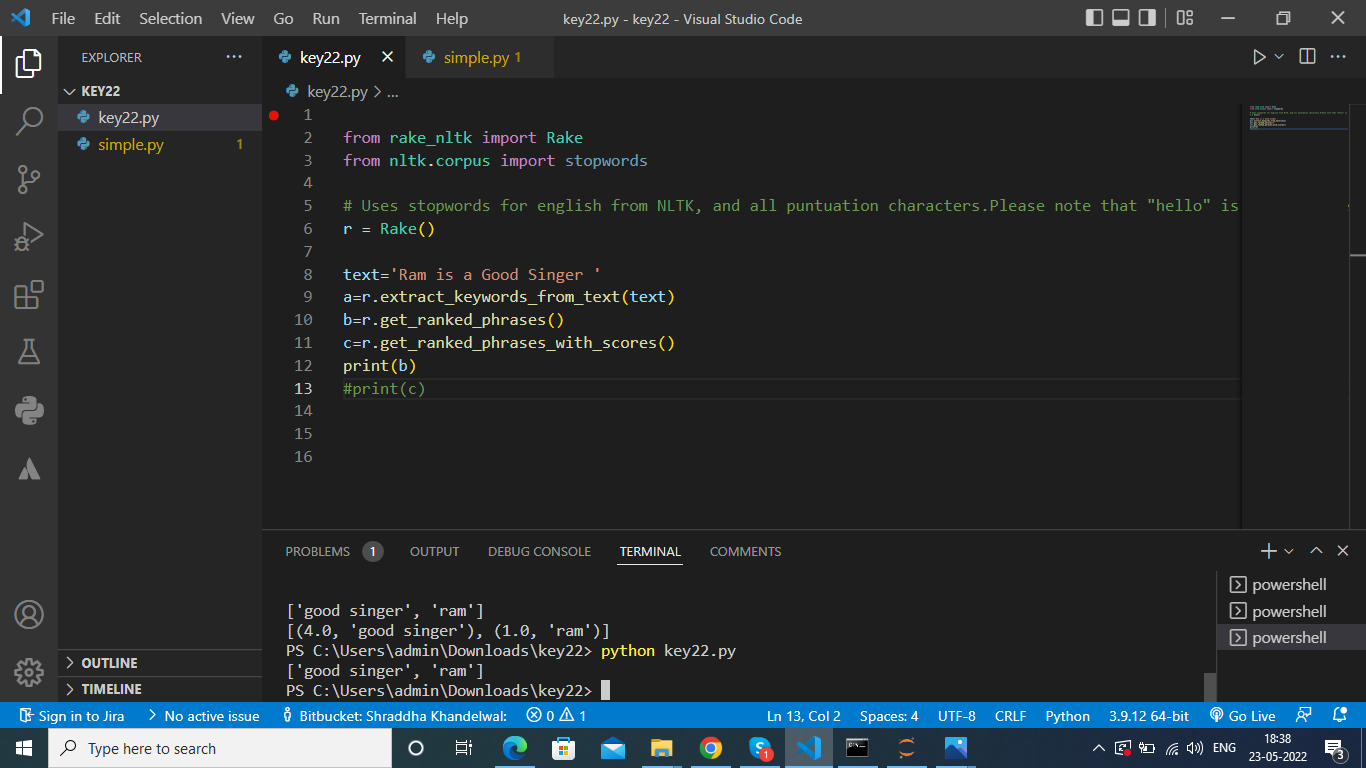 File Edit Selection View Go Run Terminal Help key22.py - key22 - Visual Studio Code
EXPLORER
KEY22
key22.py
simple.py 1
OUTLINE
TIMELINE
key22.py simple.py 1
key22.py > ...
1
2 from rake_nltk import Rake
3 from nltk.corpus import stopwords
4
5 # Uses stopwords for english from NLTK, and all puntuation characters.Please note that "hello" is
6 r = Rake()
7
8 text='Ram is a Good Singer '
9 a=r.extract_keywords_from_text(text)
10 b=r.get_ranked_phrases()
11 c=r.get_ranked_phrases_with_scores()
12 print(b)
13 #print(c)
14
15
16
PROBLEMS 1 OUTPUT DEBUG CONSOLE TERMINAL COMMENTS
['good singer', 'ram']
[(4.0, 'good singer'), (1.0, 'ram')]
PS C:\Users\admin\Downloads\key22> python key22.py
['good singer', 'ram']
PS C:\Users\admin\Downloads\key22>
powershell
powershell
powershell
Sign in to Jira No active issue Bitbucket: Shraddha Khandelwal: 0 1 Ln 13, Col 2 Spaces: 4 UTF-8 CRLF Python 3.9.12 64-bit Go Live
Type here to search 1 ENG 18:38
23-05-2022 3